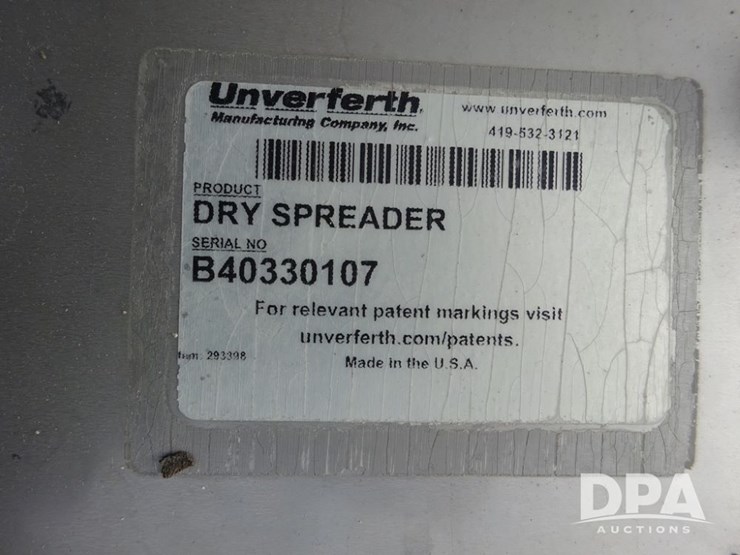 Unverferth
Manufacturing Company, Inc.
www.unverferth.com
419-532-3121
PRODUCT
DRY SPREADER
SERIAL NO
B40330107
For relevant patent markings visit
unverferth.com/patents.
293398
Made in the U.S.A.
DPA
AUCTIONS